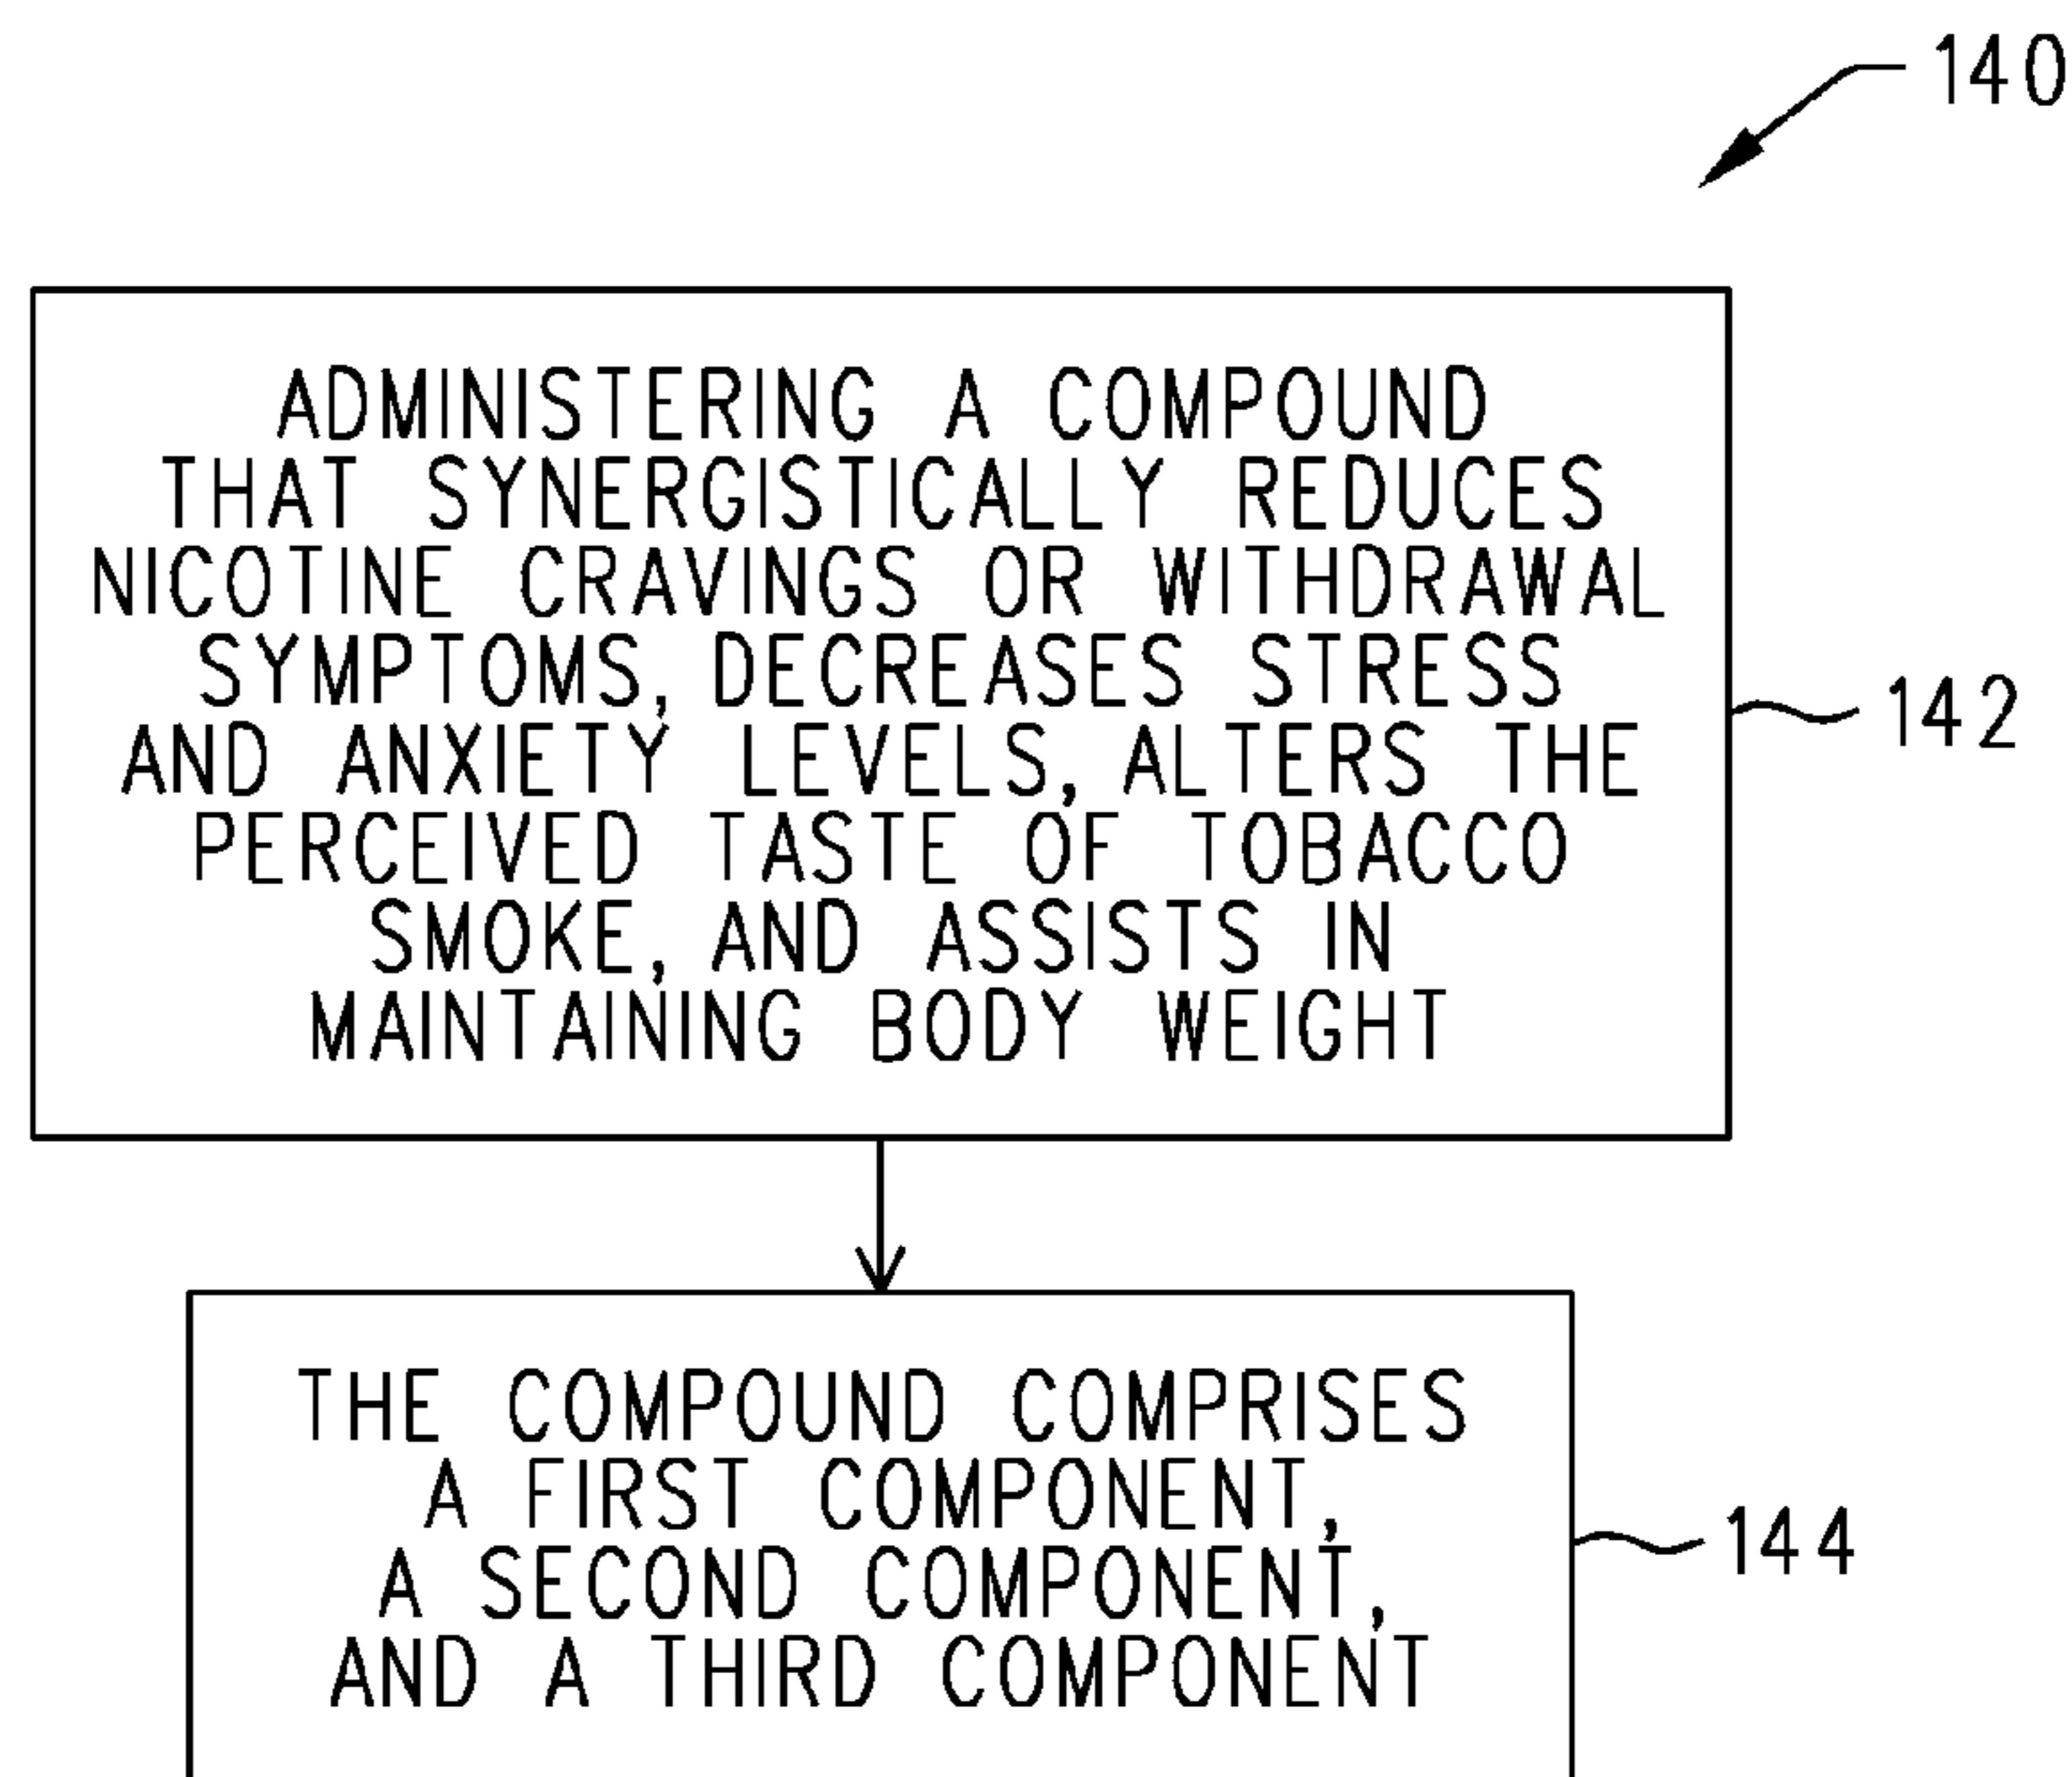 140
ADMINISTERING A COMPOUND
THAT SYNERGISTICALLY REDUCES
NICOTINE CRAVINGS OR WITHDRAWAL
SYMPTOMS, DECREASES STRESS
AND ANXIETY LEVELS, ALTERS THE
PERCEIVED TASTE OF TOBACCO
SMOKE, AND ASSISTS IN
MAINTAINING BODY WEIGHT
142
THE COMPOUND COMPRISES
A FIRST COMPONENT,
A SECOND COMPONENT,
AND A THIRD COMPONENT
144